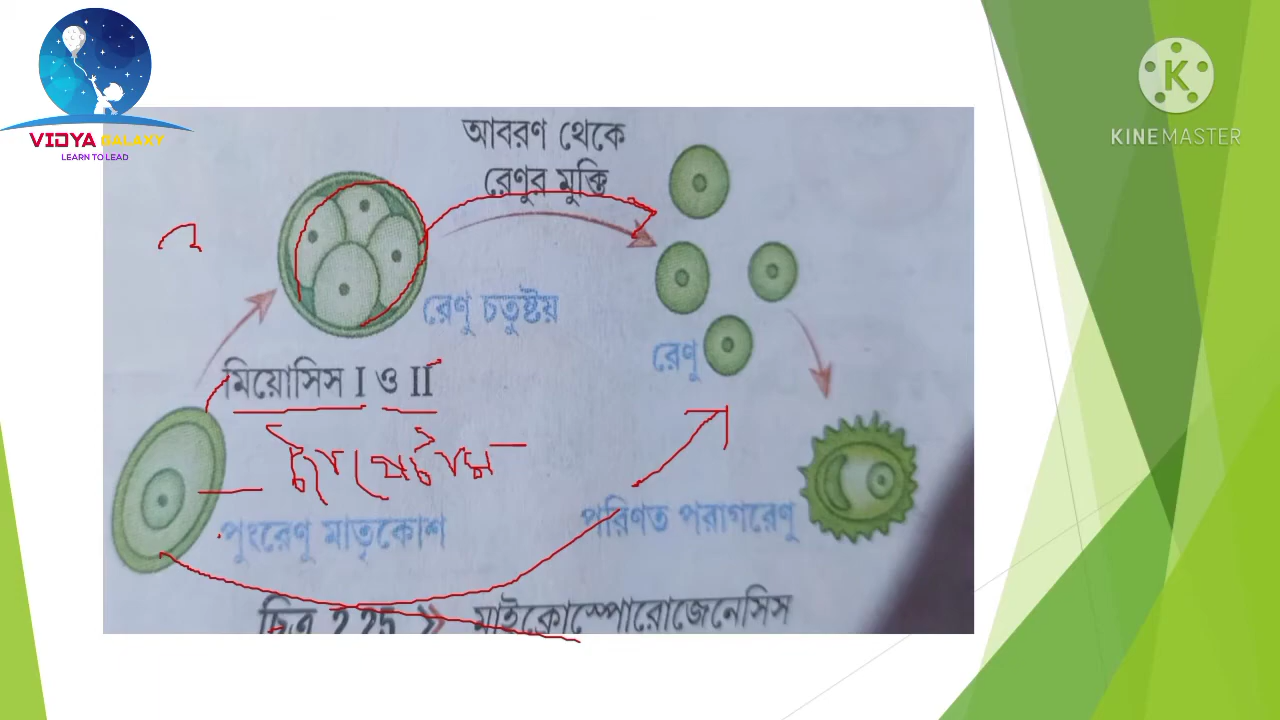 VIDYA GALAXY
LEARN TO LEAD
KINEMASTER
আবরণ থেকে
রেণুর মুক্তি
রেণু চতুষ্টয়
রেণু
মিয়োসিস I ও II
পুংরেণু মাতৃকোশ
পরিণত পরাগরেণু
চিত্র 2.25 » মাইক্রোস্পোরোজেনেসিস